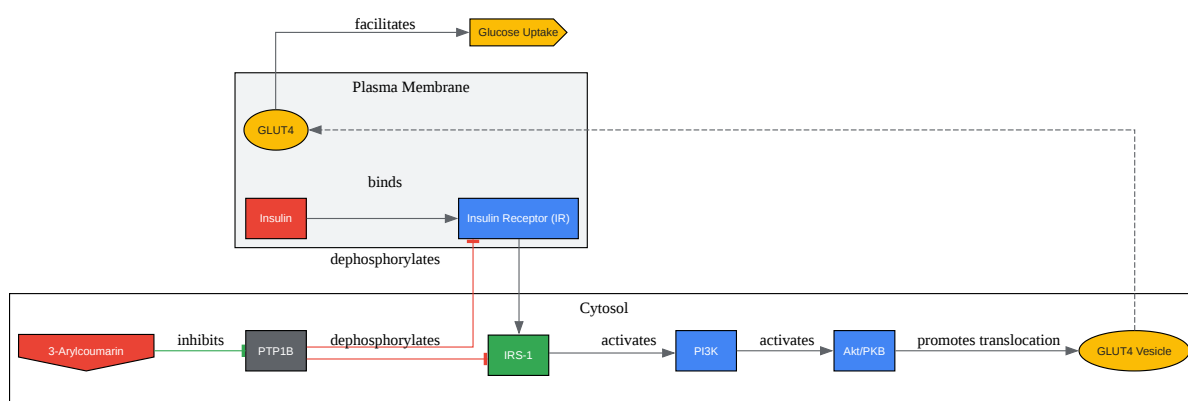 facilitates
Glucose Uptake
Plasma Membrane
GLUT4
binds
Insulin
Insulin Receptor (IR)
dephosphorylates
Cytosol
3-Arylcoumarin
inhibits
PTP1B
dephosphorylates
IRS-1
activates
PI3K
activates
Akt/PKB
promotes translocation
GLUT4 Vesicle